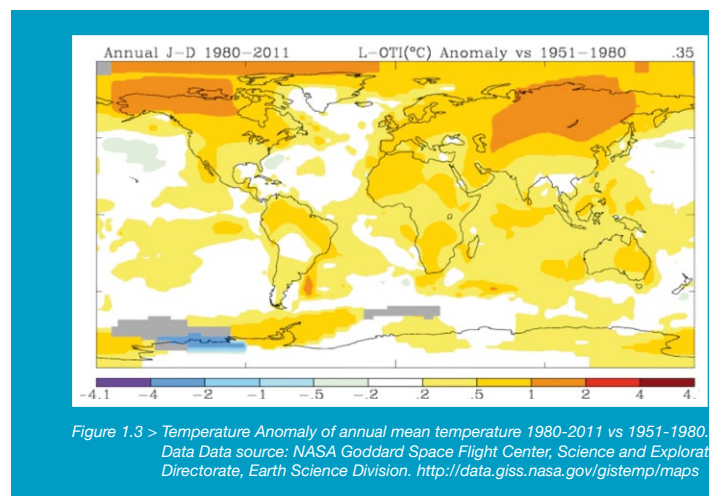 Annual J-D 1980-2011 L-OTI(°C) Anomaly vs 1951-1980 .35
-4.1 -4 -2 -1 -.5 -.2 .2 .5 1 2 4 4.
Figure 1.3 > Temperature Anomaly of annual mean temperature 1980-2011 vs 1951-1980.
Data Data source: NASA Goddard Space Flight Center, Science and Explorat
Directorate, Earth Science Division. http://data.giss.nasa.gov/gistemp/maps